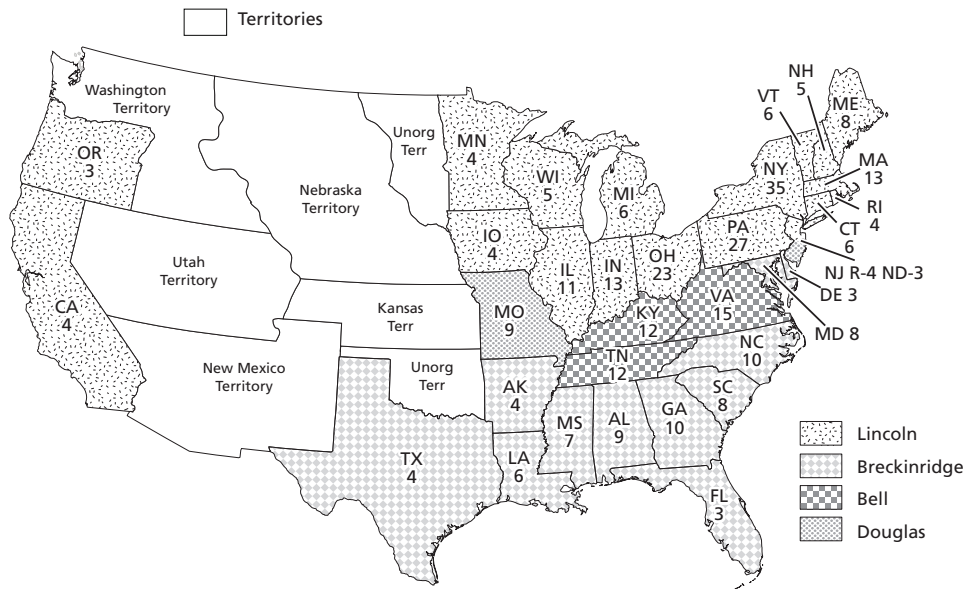 Territories
Washington
Territory
OR
3
Nebraska
Territory
Unorg
Terr
MN
4
WI
5
MI
6
NH
5
VT
6
ME
8
NY
35
MA
13
RI
4
CT
6
PA
27
NJ R-4 ND-3
DE 3
MD 8
IO
4
IL
11
IN
13
OH
23
Utah
Territory
CA
4
Kansas
Terr
MO
9
KY
12
VA
15
New Mexico
Territory
Unorg
Terr
AK
4
TN
12
NC
10
SC
8
TX
4
LA
6
MS
7
AL
9
GA
10
FL
3
Lincoln
Breckinridge
Bell
Douglas